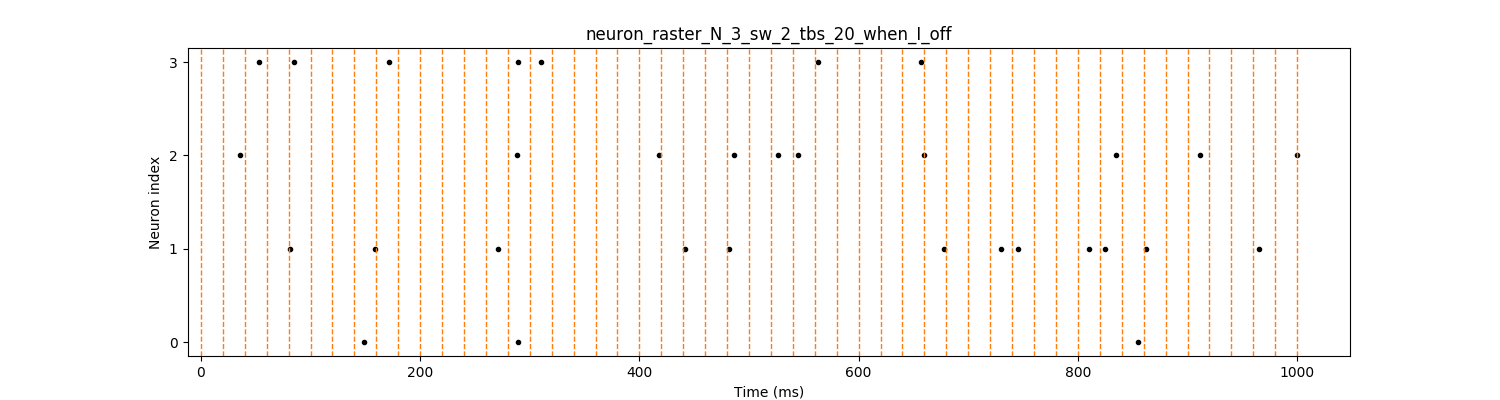 neuron_raster_N_3_sw_2_tbs_20_when_I_off
3
2
1
0
Neuron index
0 200 400 600 800 1000
Time (ms)